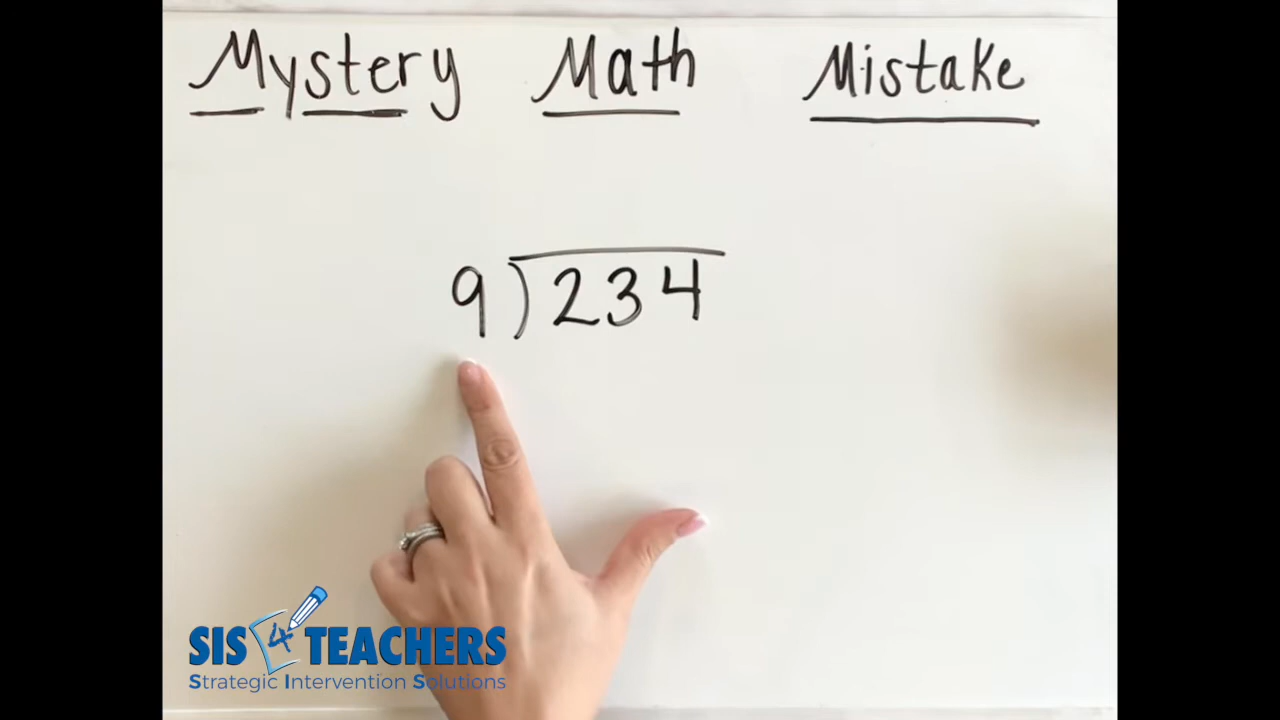 Mystery Math Mistake
9)234
SIS 4 TEACHERS
Strategic Intervention Solutions